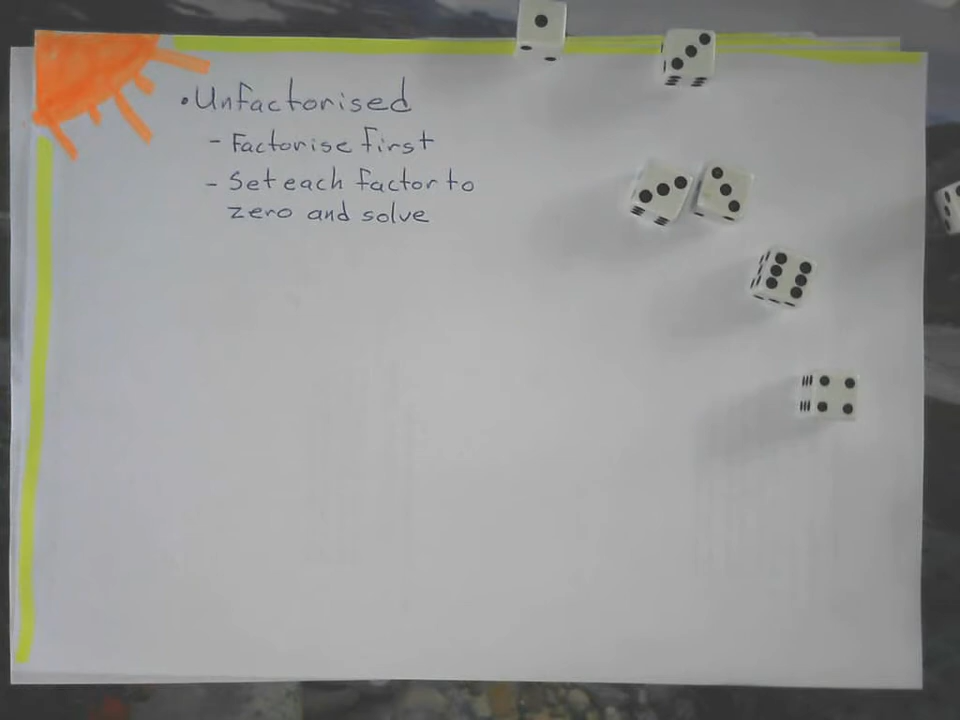 • Unfactorised
- Factorise first
- Set each factor to
zero and solve